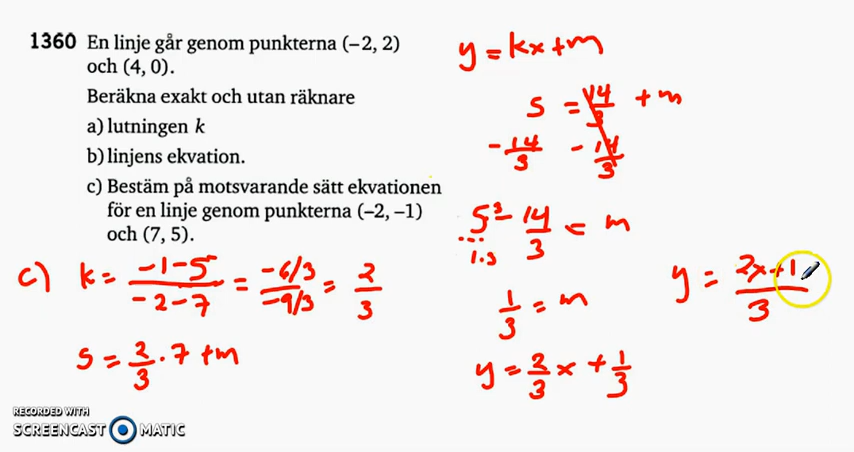 1360 En linje går genom punkterna (−2, 2)
och (4, 0).
Beräkna exakt och utan räknare
a) lutningen k
b) linjens ekvation.
c) Bestäm på motsvarande sätt ekvationen
för en linje genom punkterna (−2, −1)
och (7, 5).
c) k = (−1−5)/(−2−7) = (−6/3)/(−9/3) = 2/3
5 = 2/3 · 7 + m
y = kx + m
5 = 14/3 + m
−14/3 −14/3
5·3/1·3 − 14/3 = m
1/3 = m
y = 2/3 x + 1/3
y = (2x+1)/3
RECORDED WITH
SCREENCAST MATIC